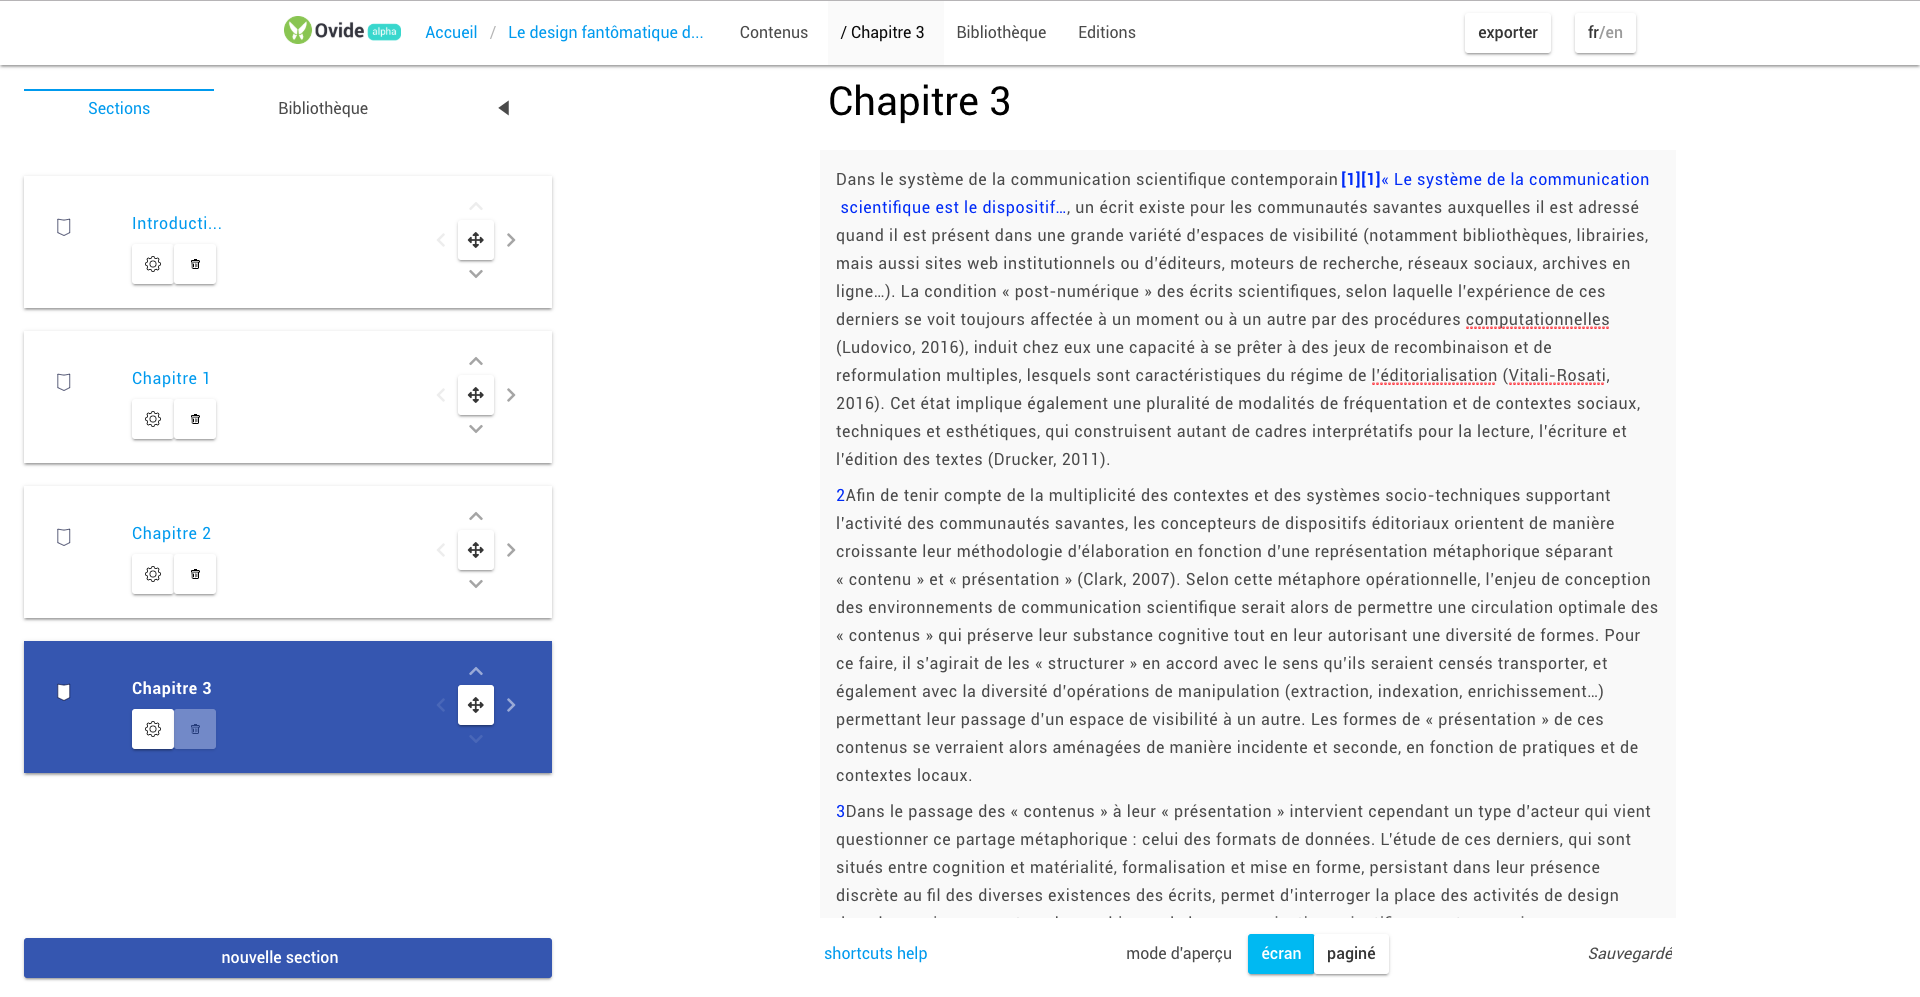 Ovide alpha Accueil / Le design fantômatique d... Contenus / Chapitre 3 Bibliothèque Editions exporter fr/en
Sections Bibliothèque
Introducti...
Chapitre 1
Chapitre 2
Chapitre 3
nouvelle section
Chapitre 3
Dans le système de la communication scientifique contemporain[1][1]« Le système de la communication
scientifique est le dispositif…, un écrit existe pour les communautés savantes auxquelles il est adressé
quand il est présent dans une grande variété d'espaces de visibilité (notamment bibliothèques, librairies,
mais aussi sites web institutionnels ou d'éditeurs, moteurs de recherche, réseaux sociaux, archives en
ligne…). La condition « post-numérique » des écrits scientifiques, selon laquelle l'expérience de ces
derniers se voit toujours affectée à un moment ou à un autre par des procédures computationnelles
(Ludovico, 2016), induit chez eux une capacité à se prêter à des jeux de recombinaison et de
reformulation multiples, lesquels sont caractéristiques du régime de l'éditorialisation (Vitali-Rosati,
2016). Cet état implique également une pluralité de modalités de fréquentation et de contextes sociaux,
techniques et esthétiques, qui construisent autant de cadres interprétatifs pour la lecture, l'écriture et
l'édition des textes (Drucker, 2011).
2Afin de tenir compte de la multiplicité des contextes et des systèmes socio-techniques supportant
l'activité des communautés savantes, les concepteurs de dispositifs éditoriaux orientent de manière
croissante leur méthodologie d'élaboration en fonction d'une représentation métaphorique séparant
« contenu » et « présentation » (Clark, 2007). Selon cette métaphore opérationnelle, l'enjeu de conception
des environnements de communication scientifique serait alors de permettre une circulation optimale des
« contenus » qui préserve leur substance cognitive tout en leur autorisant une diversité de formes. Pour
ce faire, il s'agirait de les « structurer » en accord avec le sens qu'ils seraient censés transporter, et
également avec la diversité d'opérations de manipulation (extraction, indexation, enrichissement…)
permettant leur passage d'un espace de visibilité à un autre. Les formes de « présentation » de ces
contenus se verraient alors aménagées de manière incidente et seconde, en fonction de pratiques et de
contextes locaux.
3Dans le passage des « contenus » à leur « présentation » intervient cependant un type d'acteur qui vient
questionner ce partage métaphorique : celui des formats de données. L'étude de ces derniers, qui sont
situés entre cognition et matérialité, formalisation et mise en forme, persistant dans leur présence
discrète au fil des diverses existences des écrits, permet d'interroger la place des activités de design
shortcuts help mode d'aperçu écran paginé Sauvegardé